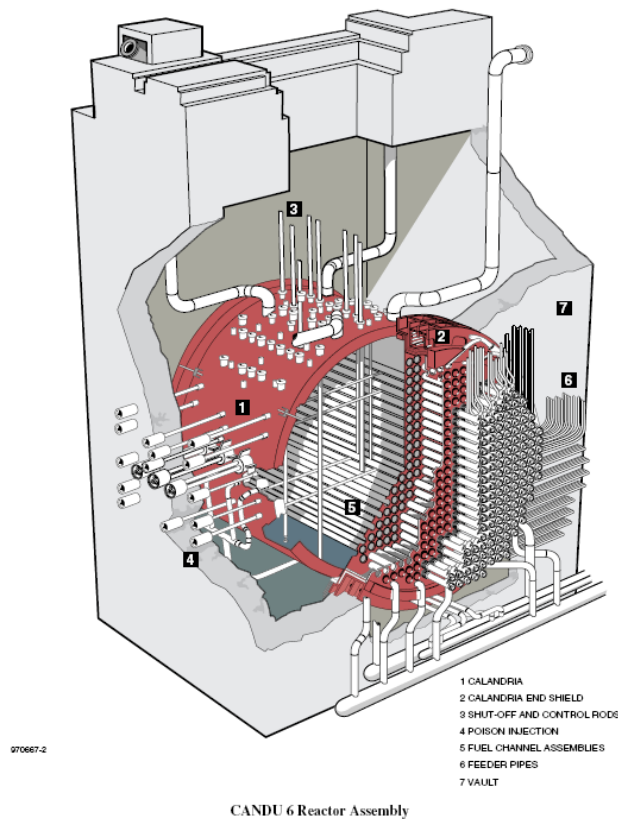 3
7
2
6
1
5
4
1 CALANDRIA
2 CALANDRIA END SHIELD
3 SHUT-OFF AND CONTROL RODS
4 POISON INJECTION
5 FUEL CHANNEL ASSEMBLIES
6 FEEDER PIPES
7 VAULT
970667-2
CANDU 6 Reactor Assembly